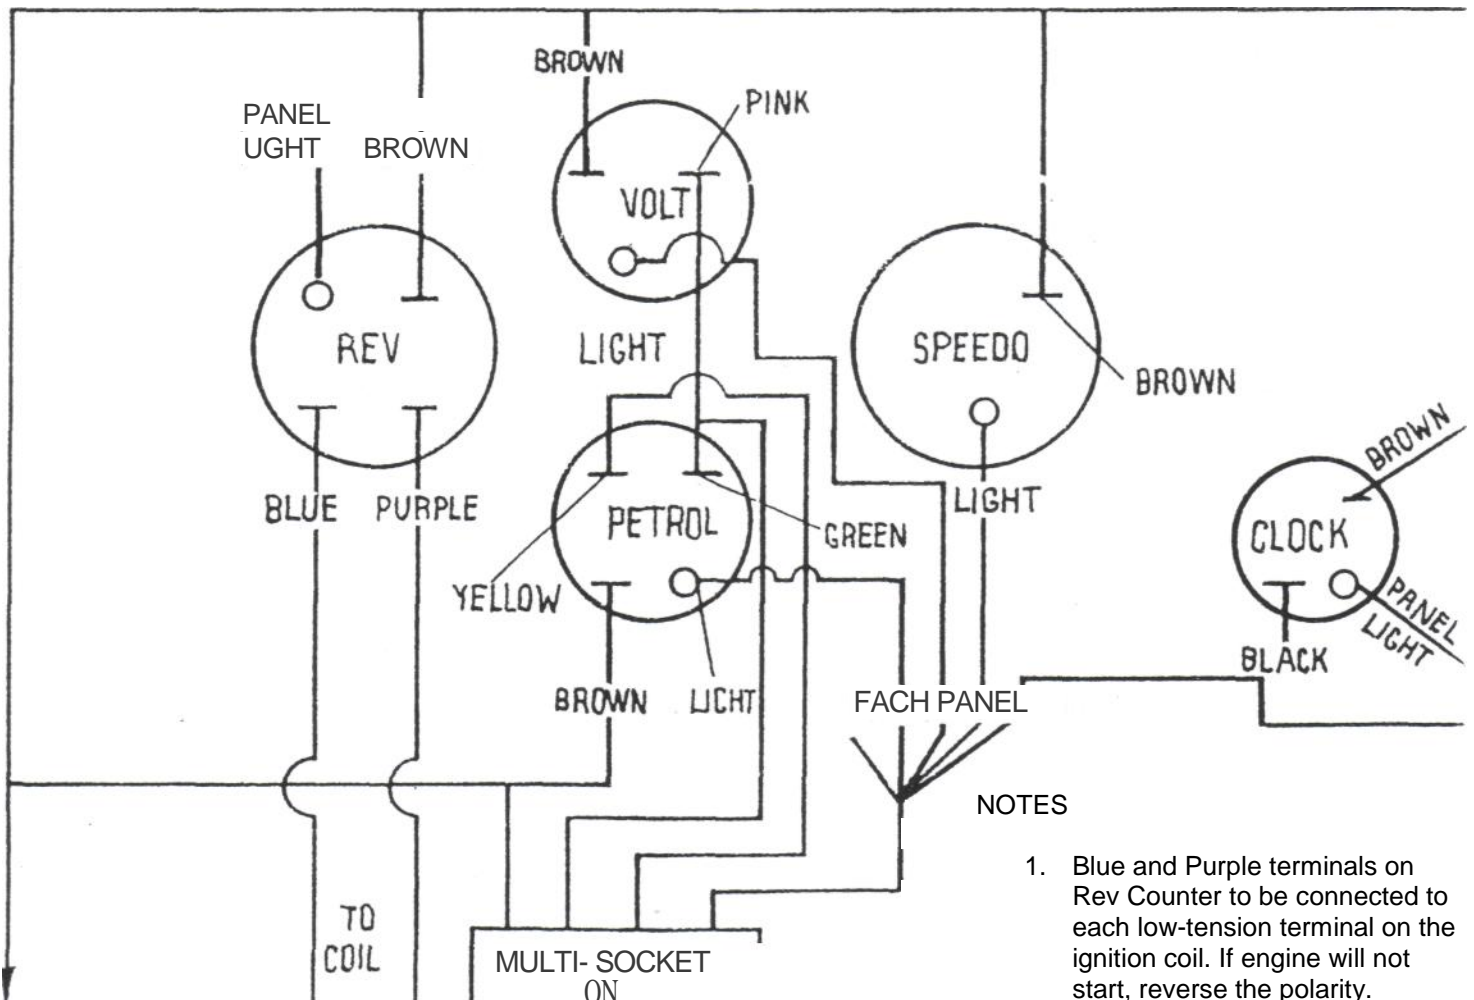 BROWN
PINK
PANEL
UGHT
BROWN
VOLT
REV
LIGHT
SPEEDO
BROWN
BROWN
BLUE
PURPLE
PETROL
GREEN
LIGHT
CLOCK
YELLOW
PANEL
LIGHT
BLACK
BROWN
LICHT
FACH PANEL
NOTES
1. Blue and Purple terminals on
Rev Counter to be connected to
each low-tension terminal on the
ignition coil. If engine will not
start, reverse the polarity.
TO
COIL
MULTI- SOCKET
ON